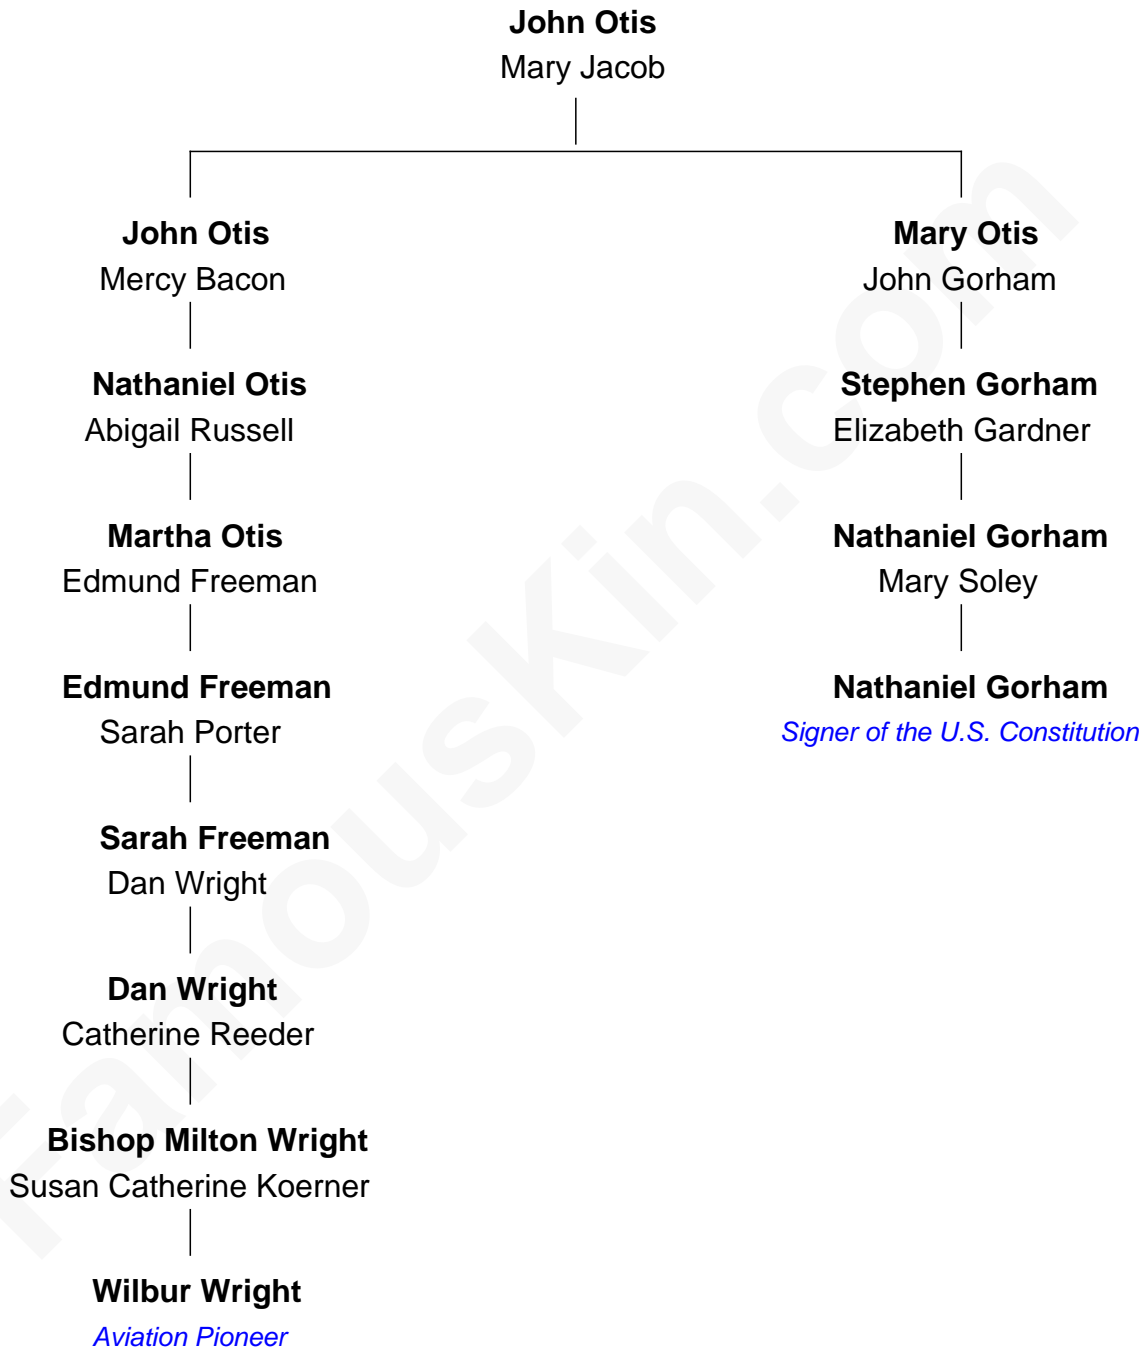 John Otis
Mary Jacob
John Otis
Mercy Bacon
Mary Otis
John Gorham
Nathaniel Otis
Abigail Russell
Stephen Gorham
Elizabeth Gardner
Martha Otis
Edmund Freeman
Nathaniel Gorham
Mary Soley
Edmund Freeman
Sarah Porter
Nathaniel Gorham
Signer of the U.S. Constitution
Sarah Freeman
Dan Wright
Dan Wright
Catherine Reeder
Bishop Milton Wright
Susan Catherine Koerner
Wilbur Wright
Aviation Pioneer
FamousKin.com